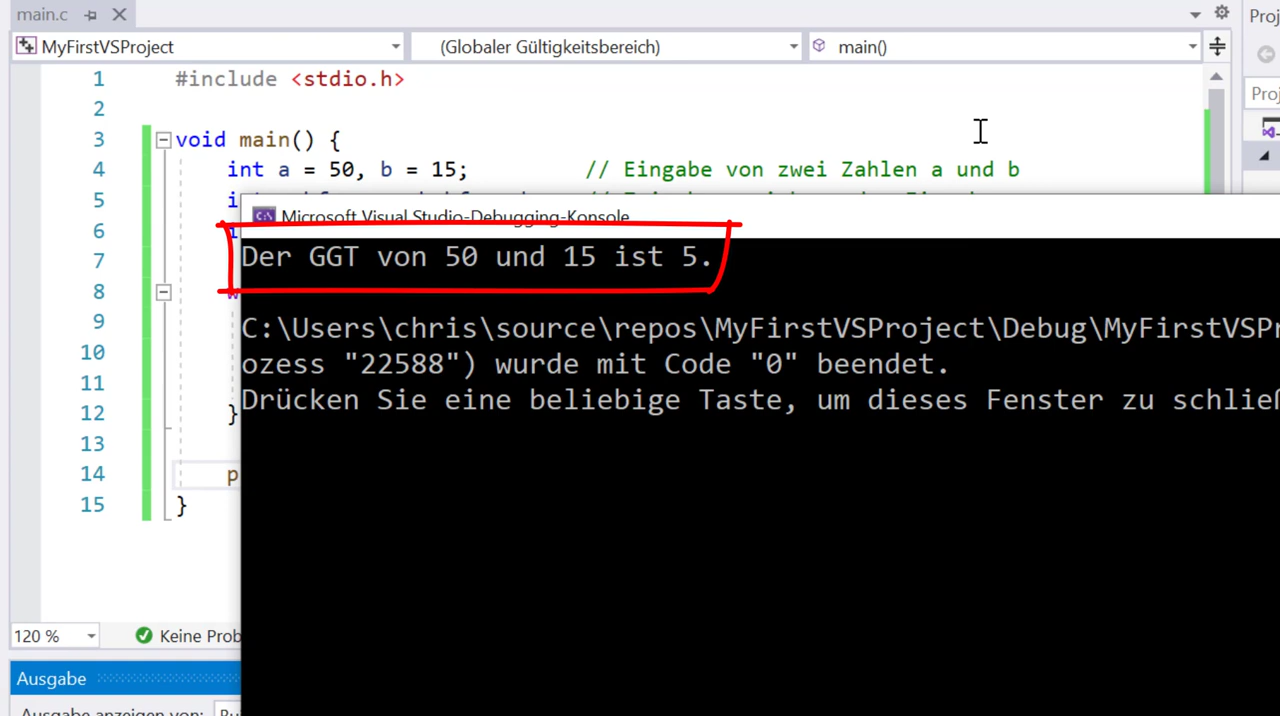 main.c
Proj
MyFirstVSProject
(Globaler Gültigkeitsbereich)
main()
Proj
1 #include <stdio.h>
2
3 void main() {
4 int a = 50, b = 15; // Eingabe von zwei Zahlen a und b
5
6
7
8
9
10
11
12 }
13
14 p
15 }
Microsoft Visual Studio-Debugging-Konsole
Der GGT von 50 und 15 ist 5.
C:\Users\chris\source\repos\MyFirstVSProject\Debug\MyFirstVSPr
ozess "22588") wurde mit Code "0" beendet.
Drücken Sie eine beliebige Taste, um dieses Fenster zu schließ
120 %
Keine Prob
Ausgabe
Ausgabe anzeigen von: